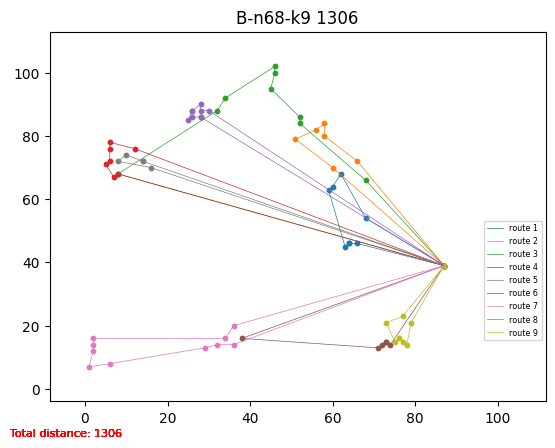 B-n68-k9 1306
100
80
60
40
20
0
0 20 40 60 80 100
route 1
route 2
route 3
route 4
route 5
route 6
route 7
route 8
route 9
Total distance: 1306